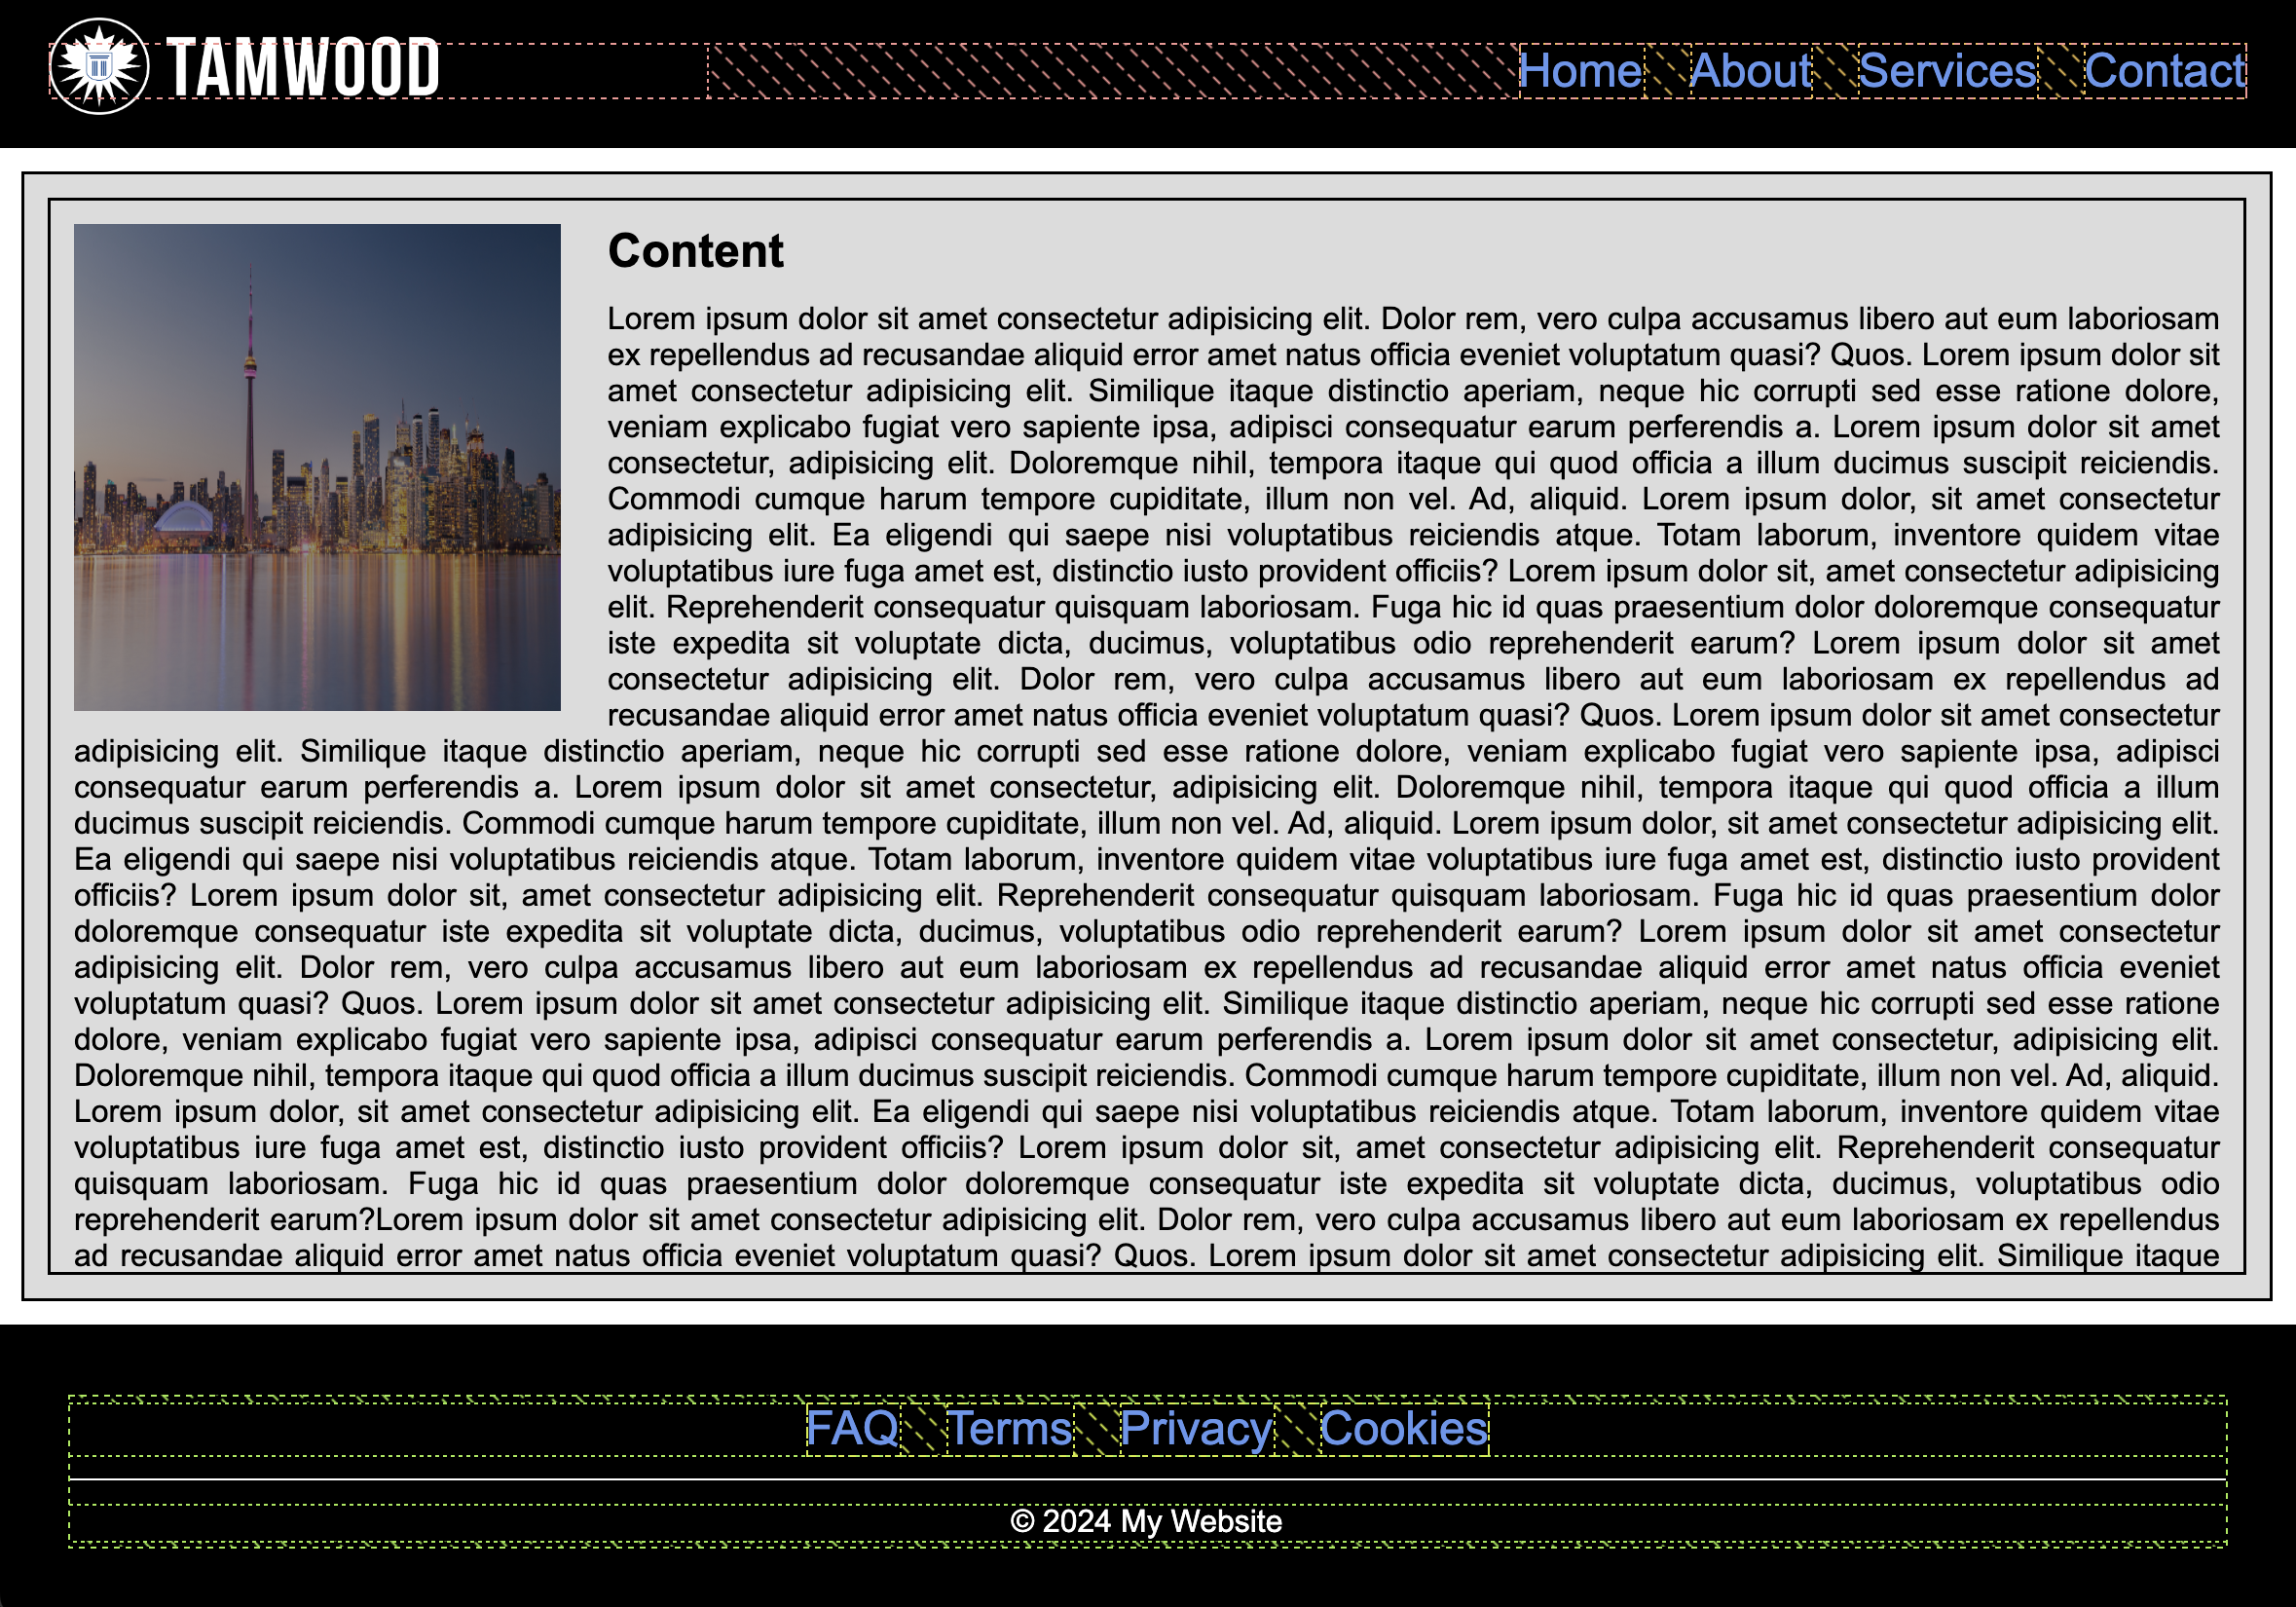 TAMWOOD
Home About Services Contact
Content
Lorem ipsum dolor sit amet consectetur adipisicing elit. Dolor rem, vero culpa accusamus libero aut eum laboriosam
ex repellendus ad recusandae aliquid error amet natus officia eveniet voluptatum quasi? Quos. Lorem ipsum dolor sit
amet consectetur adipisicing elit. Similique itaque distinctio aperiam, neque hic corrupti sed esse ratione dolore,
veniam explicabo fugiat vero sapiente ipsa, adipisci consequatur earum perferendis a. Lorem ipsum dolor sit amet
consectetur, adipisicing elit. Doloremque nihil, tempora itaque qui quod officia a illum ducimus suscipit reiciendis.
Commodi cumque harum tempore cupiditate, illum non vel. Ad, aliquid. Lorem ipsum dolor, sit amet consectetur
adipisicing elit. Ea eligendi qui saepe nisi voluptatibus reiciendis atque. Totam laborum, inventore quidem vitae
voluptatibus iure fuga amet est, distinctio iusto provident officiis? Lorem ipsum dolor sit, amet consectetur adipisicing
elit. Reprehenderit consequatur quisquam laboriosam. Fuga hic id quas praesentium dolor doloremque consequatur
iste expedita sit voluptate dicta, ducimus, voluptatibus odio reprehenderit earum? Lorem ipsum dolor sit amet
consectetur adipisicing elit. Dolor rem, vero culpa accusamus libero aut eum laboriosam ex repellendus ad
recusandae aliquid error amet natus officia eveniet voluptatum quasi? Quos. Lorem ipsum dolor sit amet consectetur
adipisicing elit. Similique itaque distinctio aperiam, neque hic corrupti sed esse ratione dolore, veniam explicabo fugiat vero sapiente ipsa, adipisci
consequatur earum perferendis a. Lorem ipsum dolor sit amet consectetur, adipisicing elit. Doloremque nihil, tempora itaque qui quod officia a illum
ducimus suscipit reiciendis. Commodi cumque harum tempore cupiditate, illum non vel. Ad, aliquid. Lorem ipsum dolor, sit amet consectetur adipisicing elit.
Ea eligendi qui saepe nisi voluptatibus reiciendis atque. Totam laborum, inventore quidem vitae voluptatibus iure fuga amet est, distinctio iusto provident
officiis? Lorem ipsum dolor sit, amet consectetur adipisicing elit. Reprehenderit consequatur quisquam laboriosam. Fuga hic id quas praesentium dolor
doloremque consequatur iste expedita sit voluptate dicta, ducimus, voluptatibus odio reprehenderit earum? Lorem ipsum dolor sit amet consectetur
adipisicing elit. Dolor rem, vero culpa accusamus libero aut eum laboriosam ex repellendus ad recusandae aliquid error amet natus officia eveniet
voluptatum quasi? Quos. Lorem ipsum dolor sit amet consectetur adipisicing elit. Similique itaque distinctio aperiam, neque hic corrupti sed esse ratione
dolore, veniam explicabo fugiat vero sapiente ipsa, adipisci consequatur earum perferendis a. Lorem ipsum dolor sit amet consectetur, adipisicing elit.
Doloremque nihil, tempora itaque qui quod officia a illum ducimus suscipit reiciendis. Commodi cumque harum tempore cupiditate, illum non vel. Ad, aliquid.
Lorem ipsum dolor, sit amet consectetur adipisicing elit. Ea eligendi qui saepe nisi voluptatibus reiciendis atque. Totam laborum, inventore quidem vitae
voluptatibus iure fuga amet est, distinctio iusto provident officiis? Lorem ipsum dolor sit, amet consectetur adipisicing elit. Reprehenderit consequatur
quisquam laboriosam. Fuga hic id quas praesentium dolor doloremque consequatur iste expedita sit voluptate dicta, ducimus, voluptatibus odio
reprehenderit earum?Lorem ipsum dolor sit amet consectetur adipisicing elit. Dolor rem, vero culpa accusamus libero aut eum laboriosam ex repellendus
ad recusandae aliquid error amet natus officia eveniet voluptatum quasi? Quos. Lorem ipsum dolor sit amet consectetur adipisicing elit. Similique itaque
FAQ Terms Privacy Cookies
© 2024 My Website